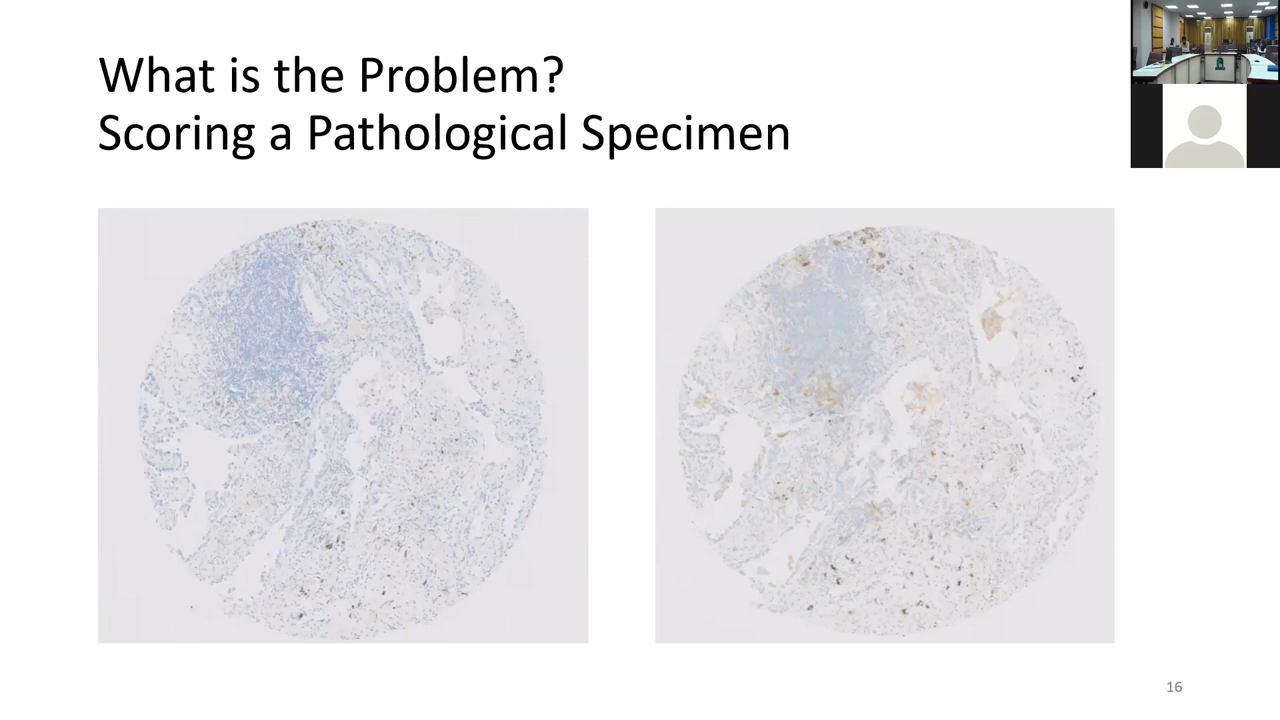 What is the Problem?
Scoring a Pathological Specimen
16